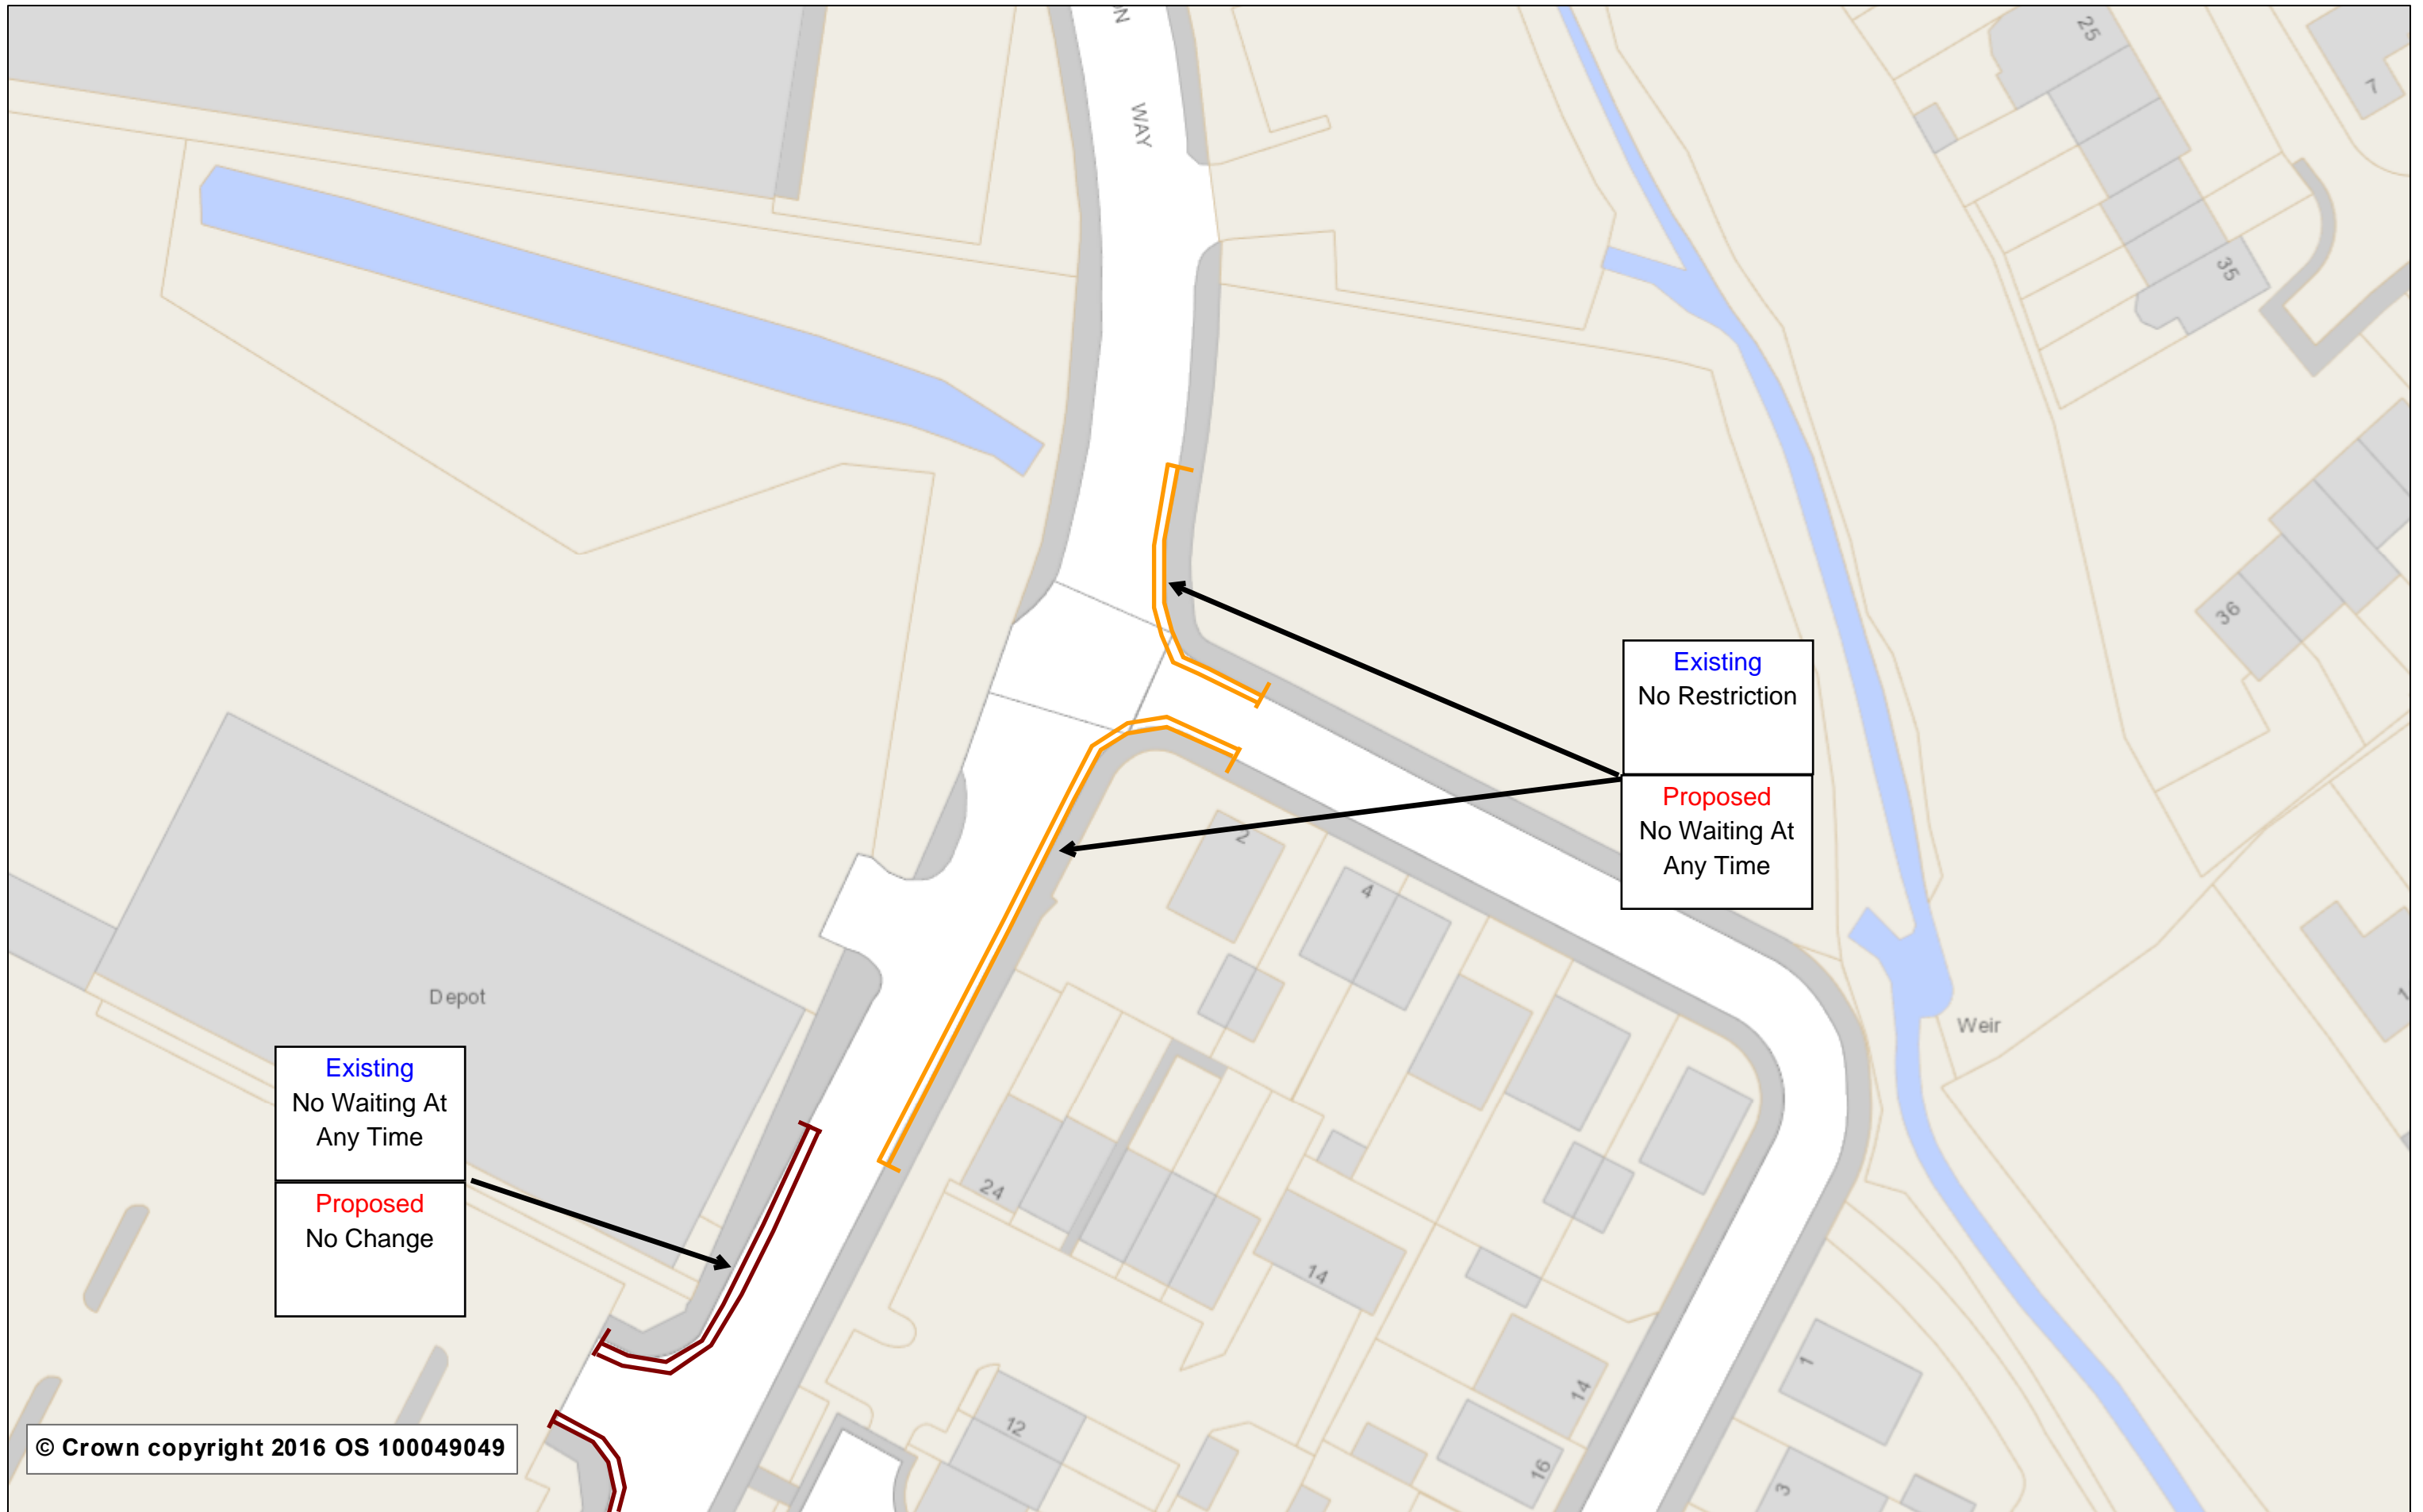 WAY
25
7
35
36
Existing
No Restriction
Proposed
No Waiting At
Any Time
2
4
Depot
Weir
Existing
No Waiting At
Any Time
Proposed
No Change
24
14
14
1
12
16
3
© Crown copyright 2016 OS 100049049